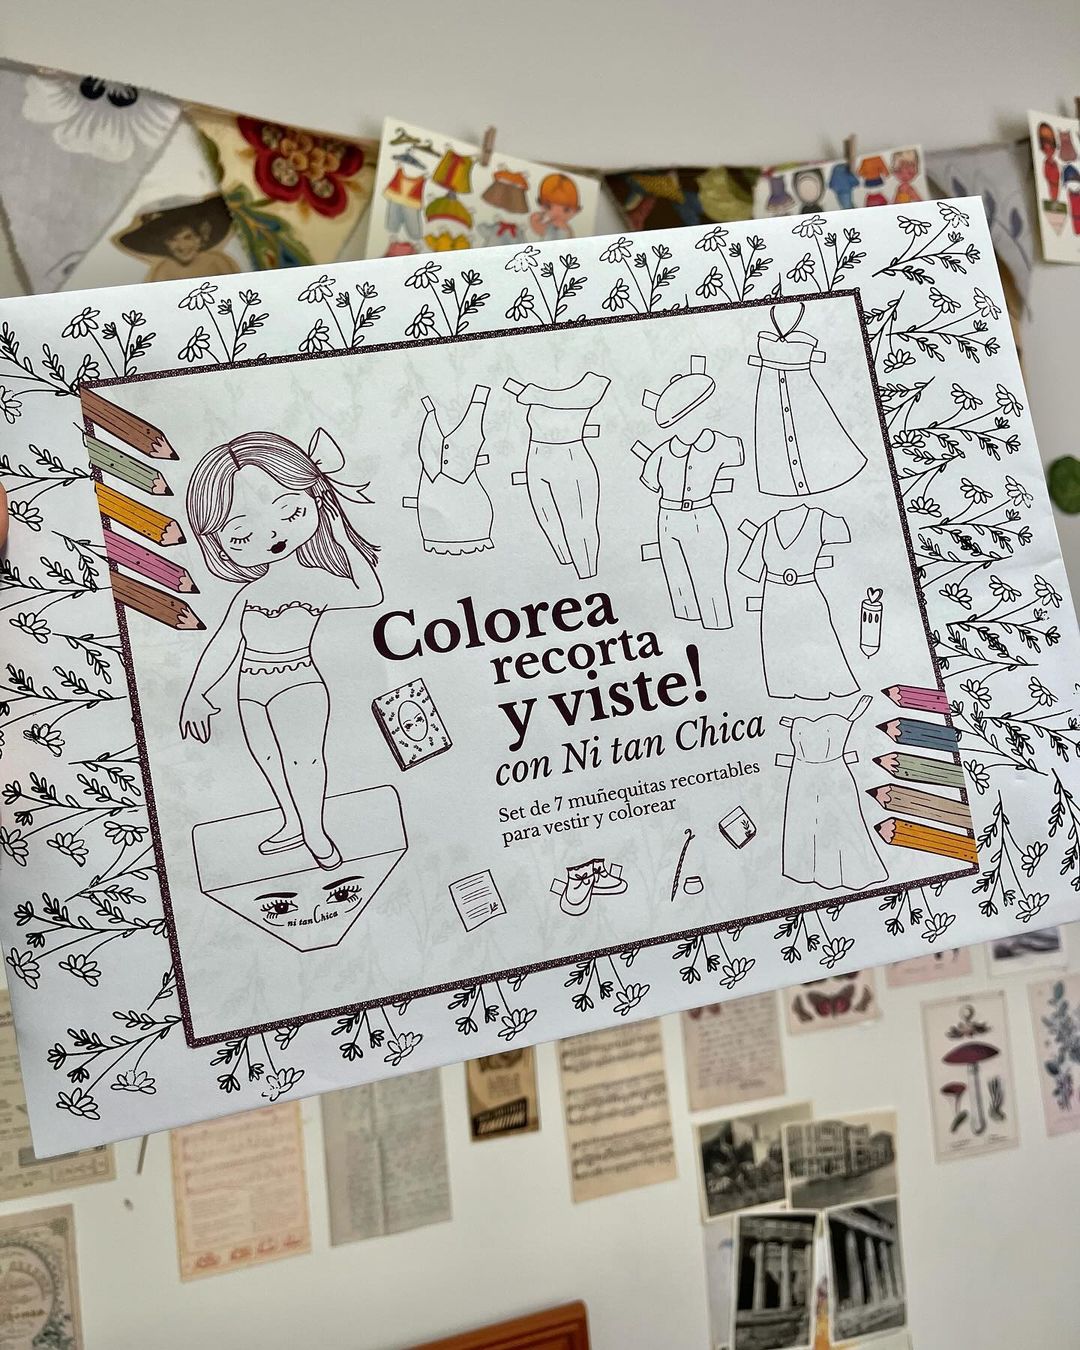 Colorea
recorta
y viste!
con Ni tan Chica
Set de 7 muñequitas recortables
para vestir y colorear
ni tan Chica